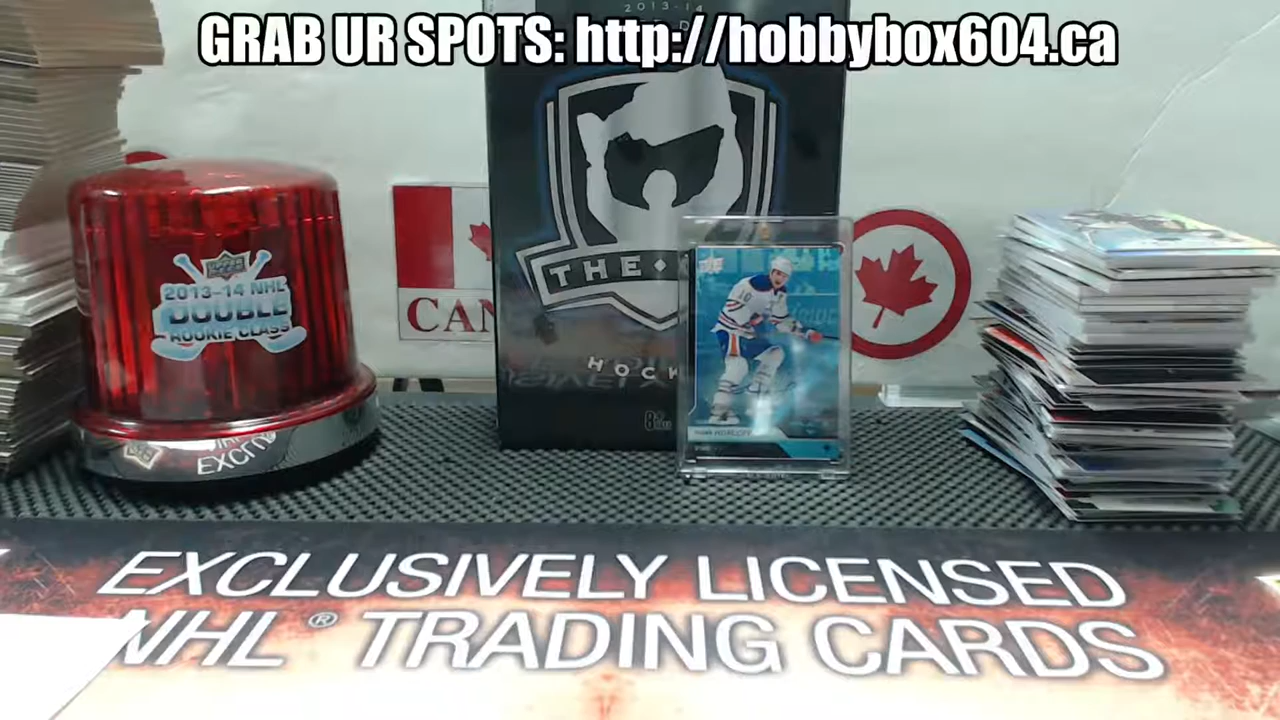 GRAB UR SPOTS: http://hobbybox604.ca
2013-14
THE
HOCK
2013-14 NHL
DOUBLE
ROOKIE CLASS
CAN
EXCLU
EXCLUSIVELY LICENSED
NHL® TRADING CARDS